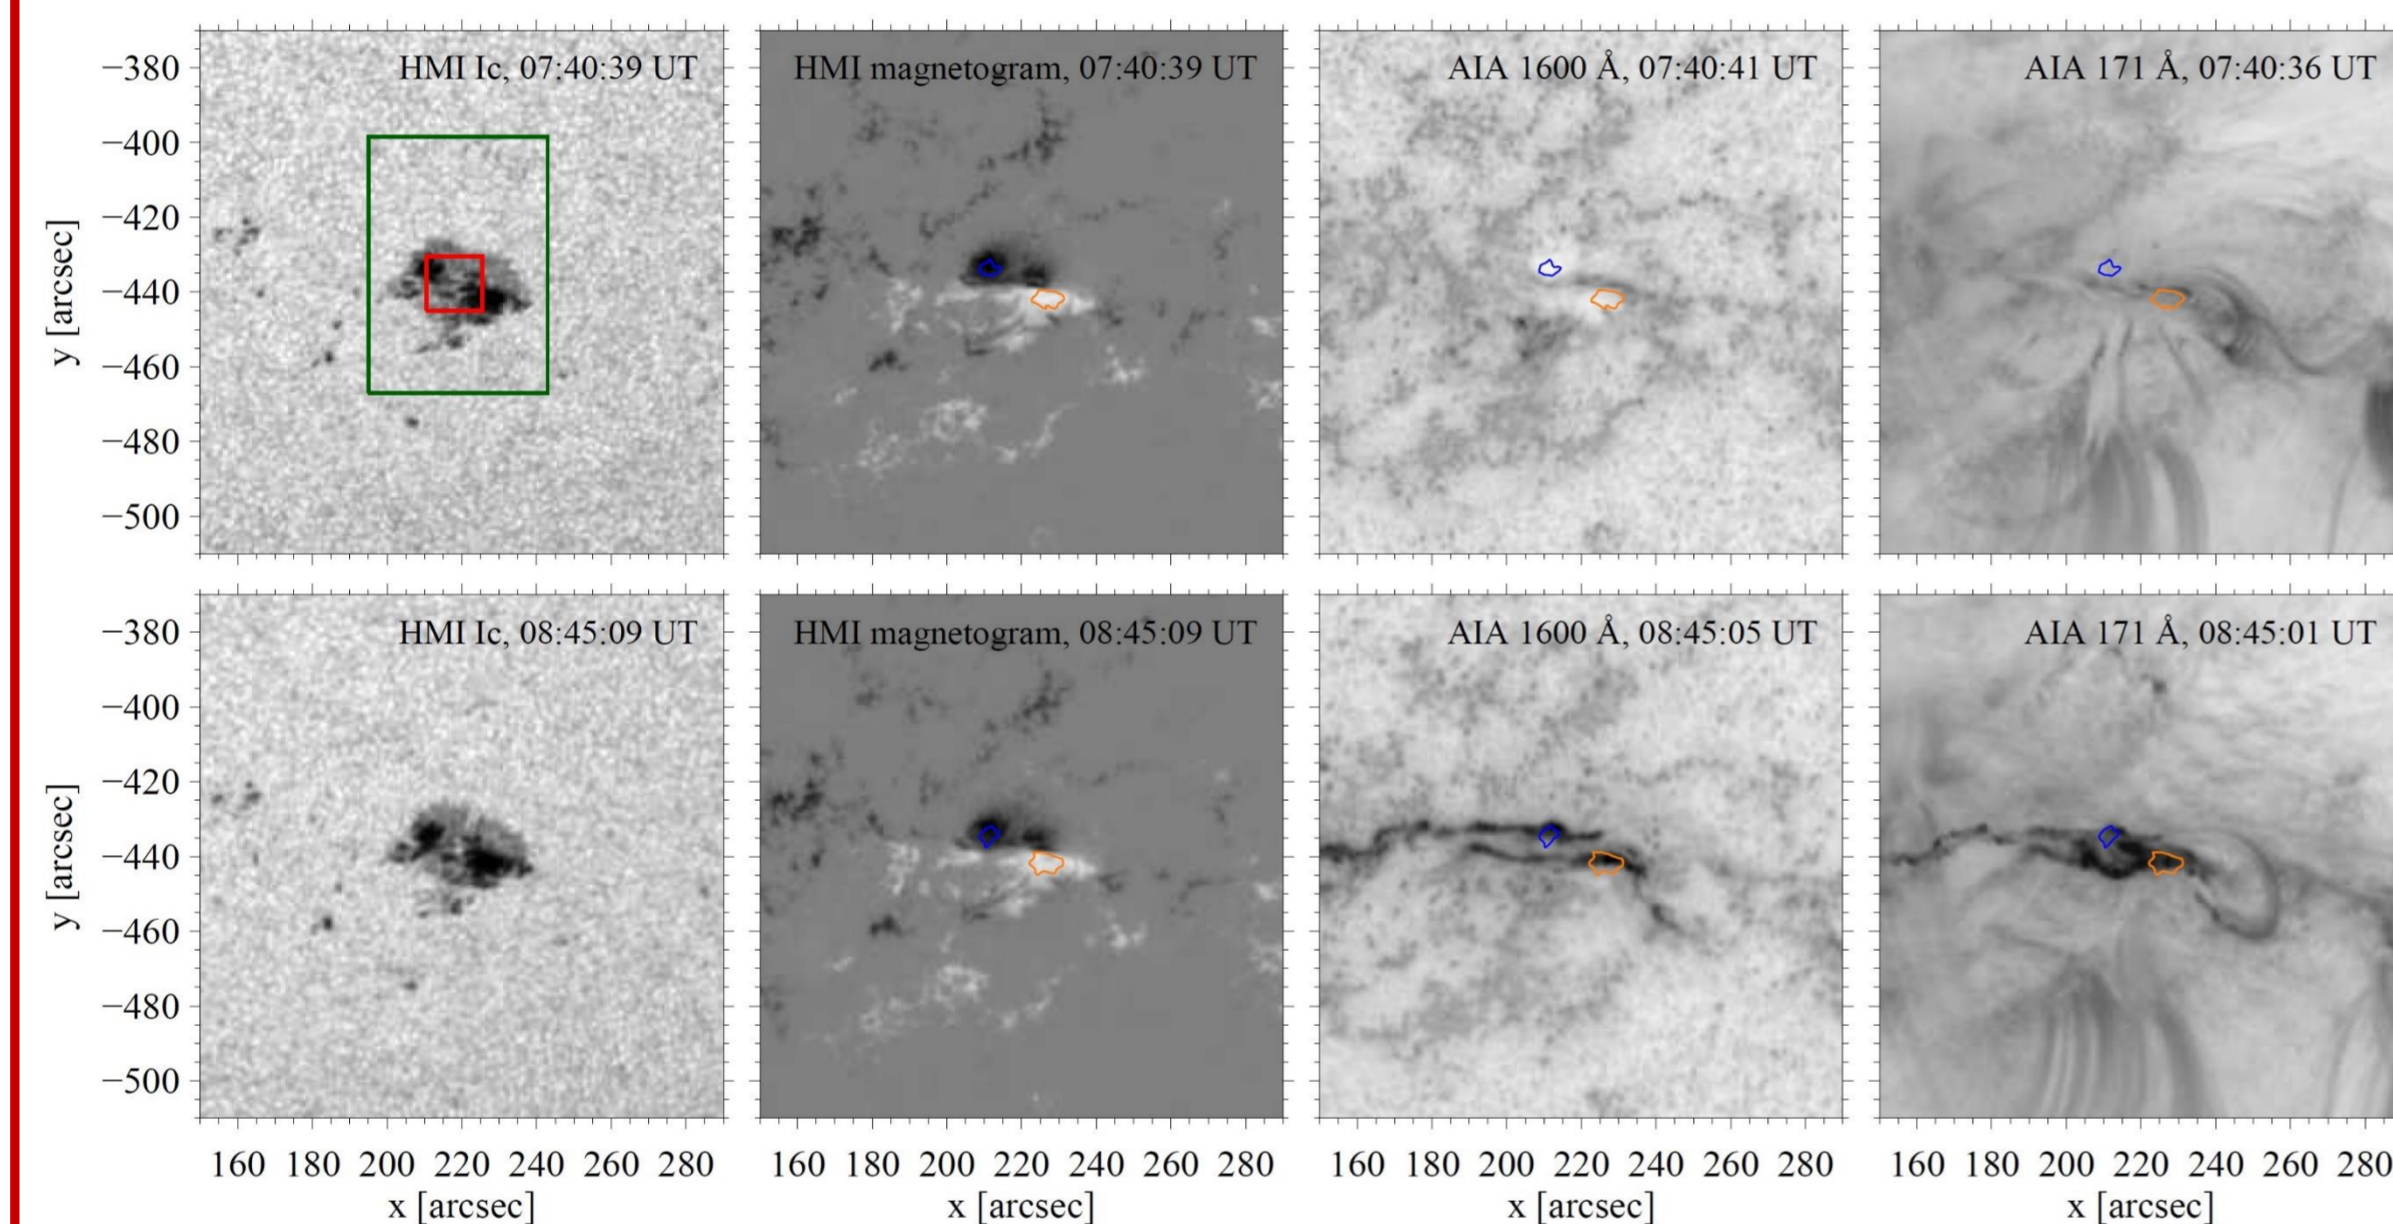 HMI Ic, 07:40:39 UT
HMI magnetogram, 07:40:39 UT
AIA 1600 Å, 07:40:41 UT
AIA 171 Å, 07:40:36 UT
y [arcsec]
−380
−400
−420
−440
−460
−480
−500
HMI Ic, 08:45:09 UT
HMI magnetogram, 08:45:09 UT
AIA 1600 Å, 08:45:05 UT
AIA 171 Å, 08:45:01 UT
y [arcsec]
−380
−400
−420
−440
−460
−480
−500
160 180 200 220 240 260 280
160 180 200 220 240 260 280
160 180 200 220 240 260 280
160 180 200 220 240 260 280
x [arcsec]
x [arcsec]
x [arcsec]
x [arcsec]